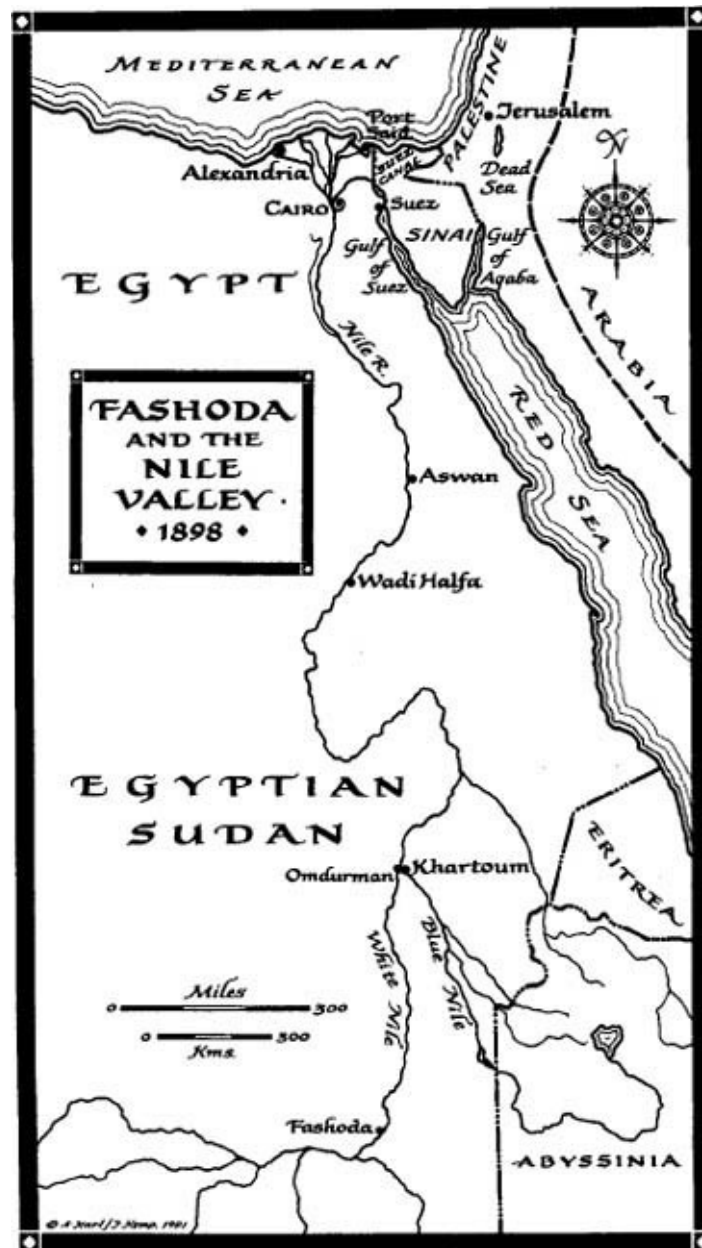 MEDITERRANEAN
SEA
Port
Said
PALESTINE
Jerusalem
Alexandria
SUEZ
CANAL
Dead
Sea
N
CAIRO
Suez
SINAI
Gulf
of
Suez
Gulf
of
Aqaba
EGYPT
ARABIA
Nile R.
RED
SEA
FASHODA
AND THE
NILE
VALLEY
1898
Aswan
Wadi Halfa
EGYPTIAN
SUDAN
ERITREA
Omdurman
Khartoum
White Nile
Blue
Nile
Miles
0 300
0 300
Kms
Fashoda
ABYSSINIA